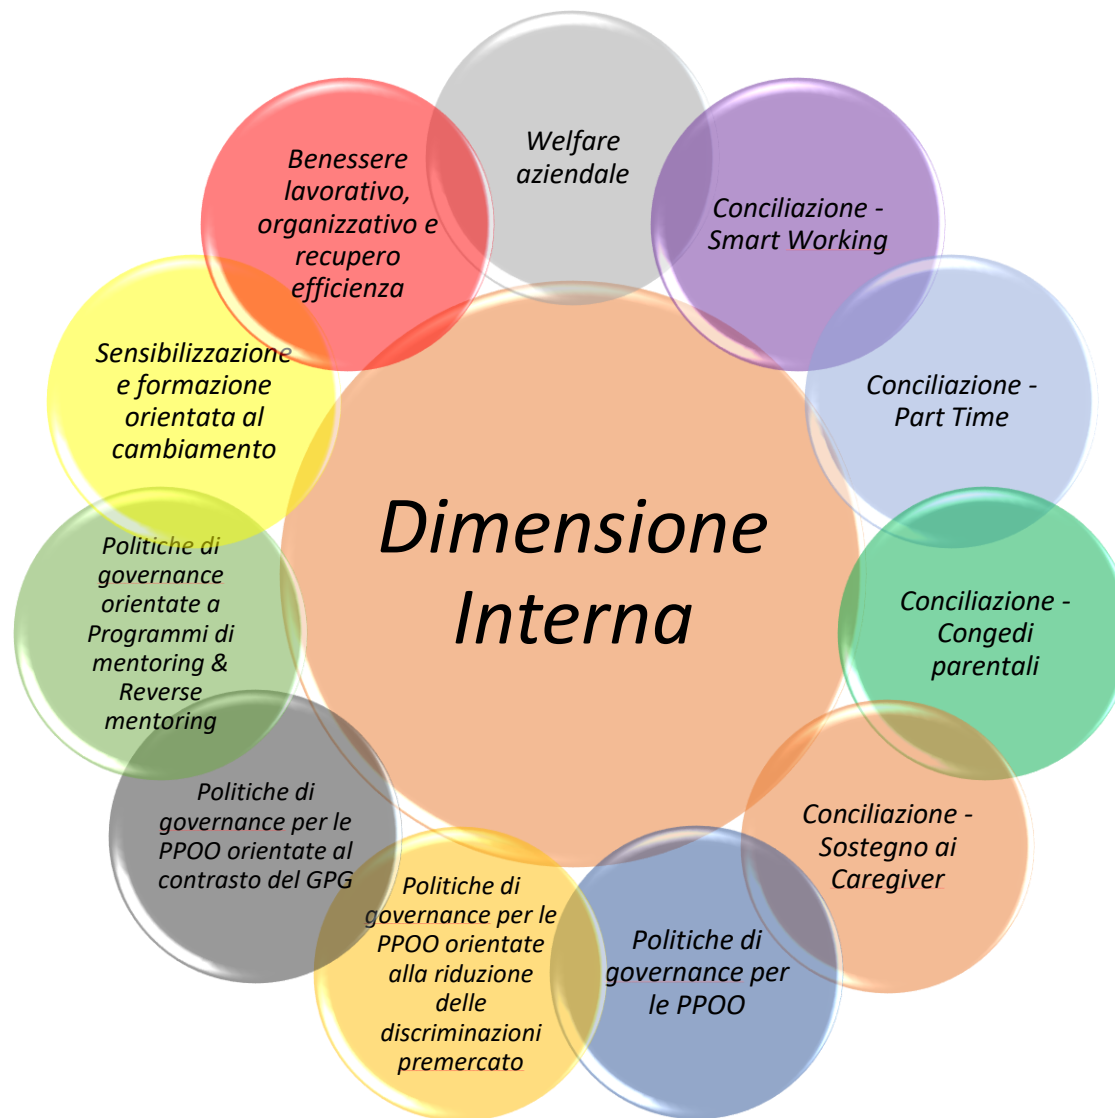 Dimensione
Interna
Welfare
aziendale
Conciliazione -
Smart Working
Conciliazione -
Part Time
Conciliazione -
Congedi
parentali
Conciliazione -
Sostegno ai
Caregiver
Politiche di
governance per
le PPOO
Politiche di
governance per le
PPOO orientate
alla riduzione
delle
discriminazioni
premercato
Politiche di
governance per le
PPOO orientate al
contrasto del GPG
Politiche di
governance
orientate a
Programmi di
mentoring &
Reverse
mentoring
Sensibilizzazione
e formazione
orientata al
cambiamento
Benessere
lavorativo,
organizzativo e
recupero
efficienza